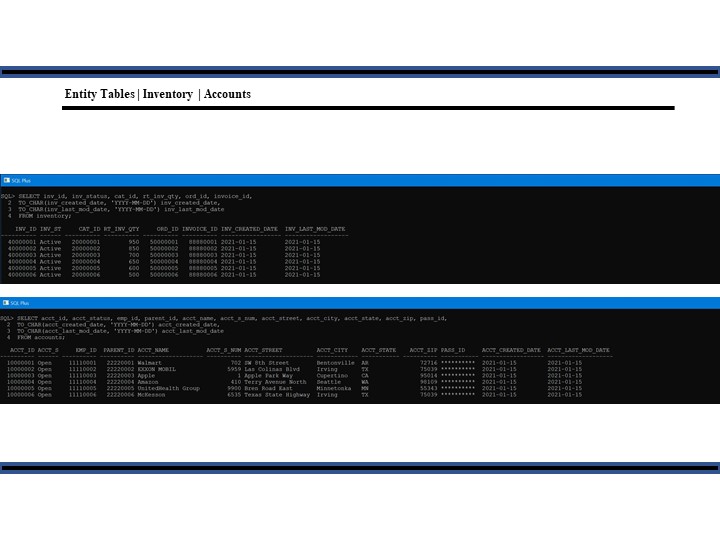 Entity Tables | Inventory | Accounts
SQL Plus
SQL> SELECT inv_id, inv_status, cat_id, rt_inv_qty, ord_id, invoice_id,
2 TO_CHAR(inv_created_date, 'YYYY-MM-DD') inv_created_date,
3 TO_CHAR(inv_last_mod_date, 'YYYY-MM-DD') inv_last_mod_date
4 FROM inventory;
INV_ID INV_ST CAT_ID RT_INV_QTY ORD_ID INVOICE_ID INV_CREATED_DATE INV_LAST_MOD_DATE
40000001 Active 20000001 950 50000001 88880001 2021-01-15 2021-01-15
40000002 Active 20000002 850 50000002 88880002 2021-01-15 2021-01-15
40000003 Active 20000003 700 50000003 88880003 2021-01-15 2021-01-15
40000004 Active 20000004 650 50000004 88880004 2021-01-15 2021-01-15
40000005 Active 20000005 600 50000005 88880005 2021-01-15 2021-01-15
40000006 Active 20000006 500 50000006 88880006 2021-01-15 2021-01-15
SQL Plus
SQL> SELECT acct_id, acct_status, emp_id, parent_id, acct_name, acct_s_num, acct_street, acct_city, acct_state, acct_zip, pass_id,
2 TO_CHAR(acct_created_date, 'YYYY-MM-DD') acct_created_date,
3 TO_CHAR(acct_last_mod_date, 'YYYY-MM-DD') acct_last_mod_date
4 FROM accounts;
ACCT_ID ACCT_S EMP_ID PARENT_ID ACCT_NAME ACCT_S_NUM ACCT_STREET ACCT_CITY ACCT_STATE ACCT_ZIP PASS_ID ACCT_CREATED_DATE ACCT_LAST_MOD_DATE
10000001 Open 11110001 22220001 Walmart 702 SW 8th Street Bentonville AR 72716 ********** 2021-01-15 2021-01-15
10000002 Open 11110002 22220002 EXXON MOBIL 5959 Las Colinas Blvd Irving TX 75039 ********** 2021-01-15 2021-01-15
10000003 Open 11110003 22220003 Apple 1 Apple Park Way Cupertino CA 95014 ********** 2021-01-15 2021-01-15
10000004 Open 11110004 22220004 Amazon 410 Terry Avenue North Seattle WA 98109 ********** 2021-01-15 2021-01-15
10000005 Open 11110005 22220005 UnitedHealth Group 9900 Bren Road East Minnetonka MN 55343 ********** 2021-01-15 2021-01-15
10000006 Open 11110006 22220006 McKesson 6535 Texas State Highway Irving TX 75039 ********** 2021-01-15 2021-01-15